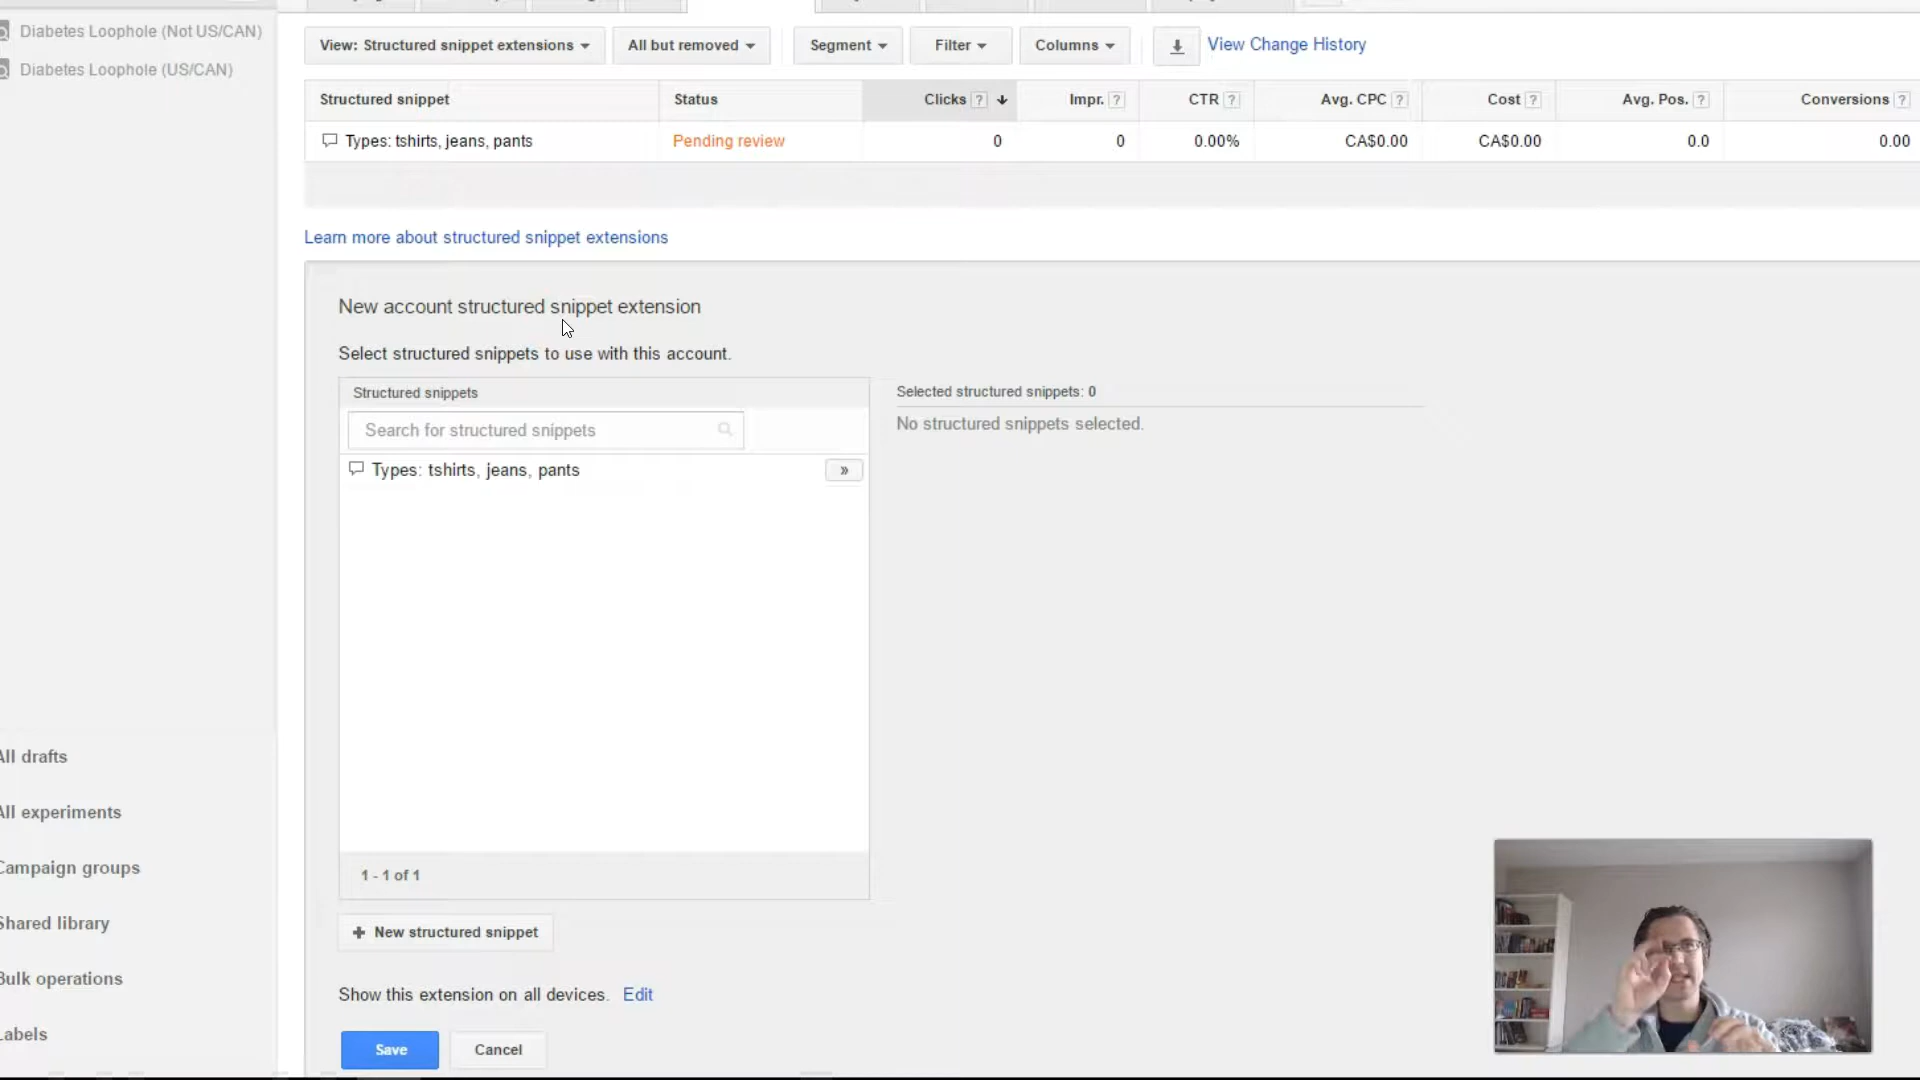 Diabetes Loophole (Not US/CAN)
Diabetes Loophole (US/CAN)
View: Structured snippet extensions
All but removed
Segment
Filter
Columns
View Change History
Structured snippet
Status
Clicks ?
Impr. ?
CTR ?
Avg. CPC ?
Cost ?
Avg. Pos. ?
Conversions ?
Types: tshirts, jeans, pants
Pending review
0
0
0.00%
CA$0.00
CA$0.00
0.0
0.00
Learn more about structured snippet extensions
New account structured snippet extension
Select structured snippets to use with this account.
Structured snippets
Search for structured snippets
Types: tshirts, jeans, pants
»
1 - 1 of 1
Selected structured snippets: 0
No structured snippets selected.
+ New structured snippet
Show this extension on all devices. Edit
Save
Cancel
All drafts
All experiments
Campaign groups
Shared library
Bulk operations
Labels